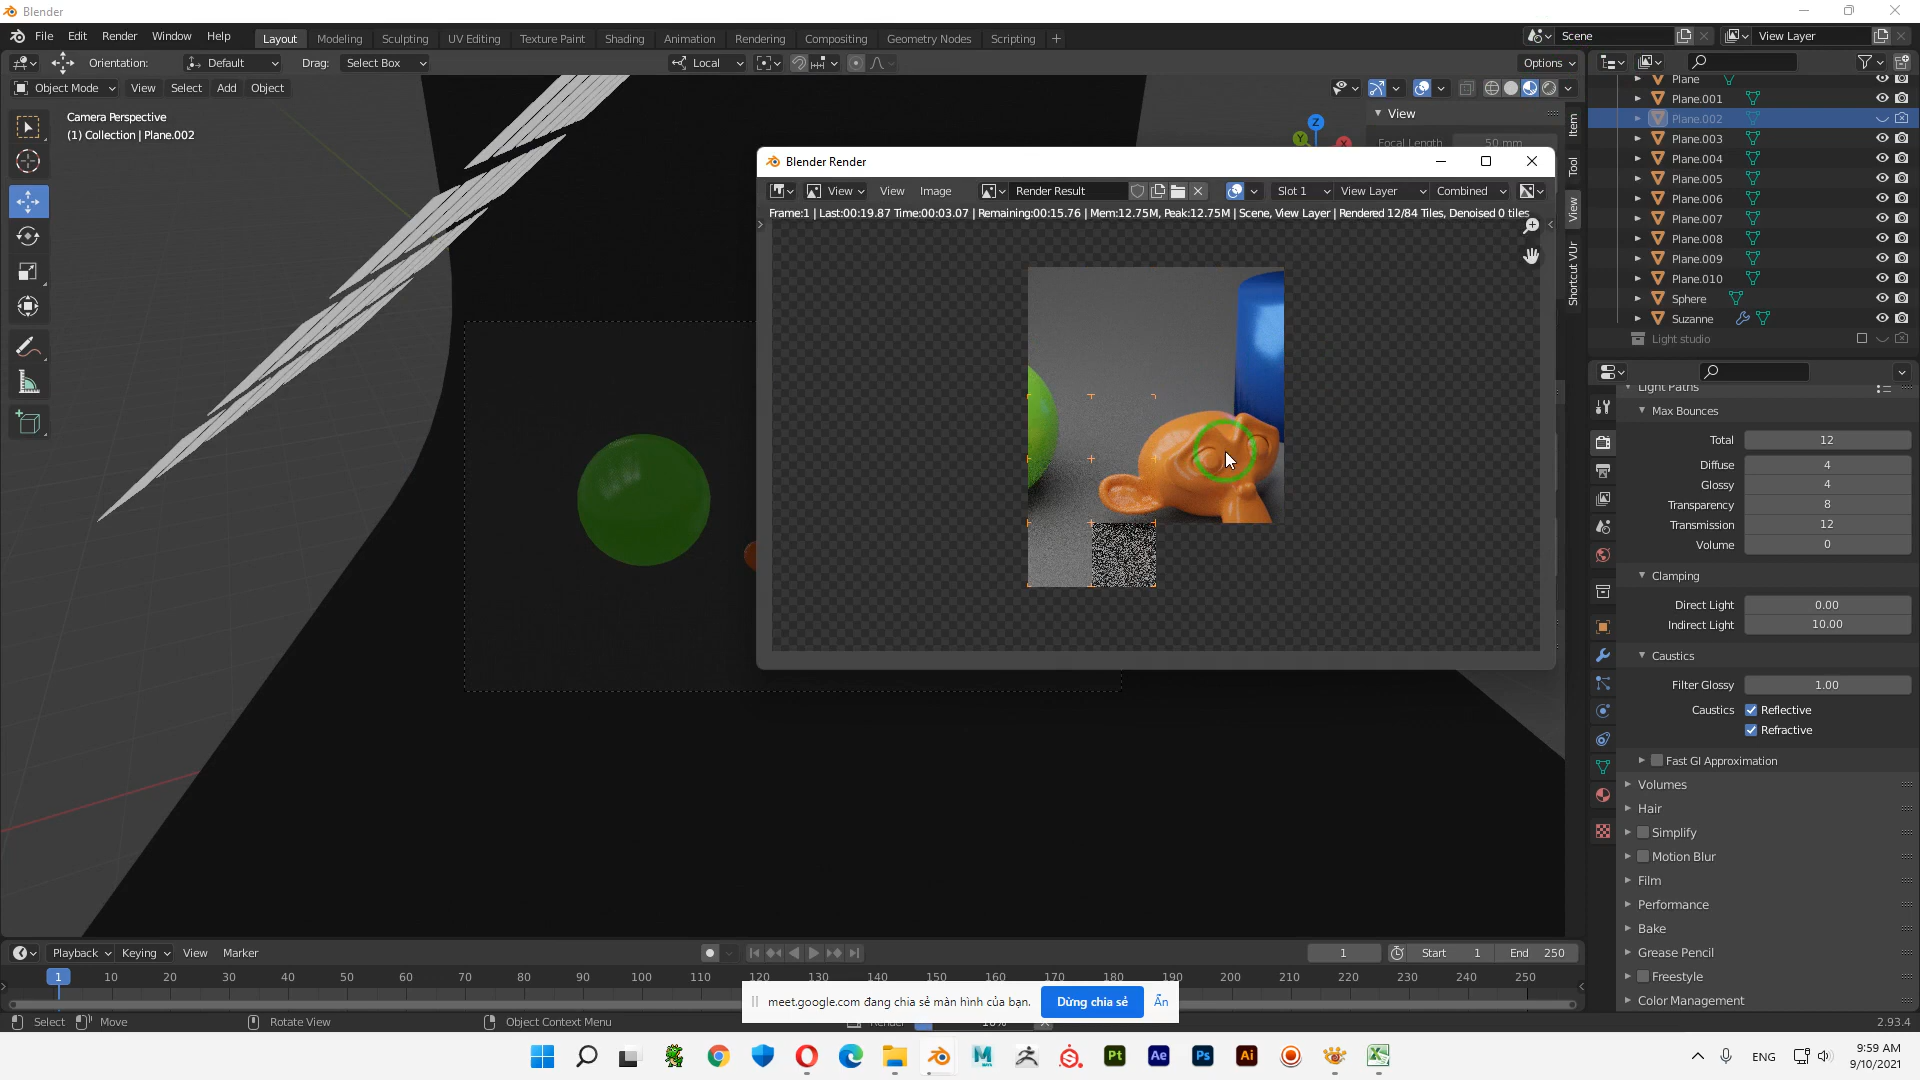 Blender
File Edit Render Window Help
Layout Modeling Sculpting UV Editing Texture Paint Shading Animation Rendering Compositing Geometry Nodes Scripting +
Scene View Layer
Orientation: Default Drag: Select Box Local Options
Object Mode View Select Add Object
Camera Perspective
(1) Collection | Plane.002
Z
Y
View
Focal Length 50 mm
Item
Tool
View
Shortcut VUr
Blender Render
View View Image Render Result Slot 1 View Layer Combined
Frame:1 | Last:00:19.87 Time:00:03.07 | Remaining:00:15.76 | Mem:12.75M, Peak:12.75M | Scene, View Layer | Rendered 12/84 Tiles, Denoised 0 tiles
Plane
Plane.001
Plane.002
Plane.003
Plane.004
Plane.005
Plane.006
Plane.007
Plane.008
Plane.009
Plane.010
Sphere
Suzanne
Light studio
Light Paths
Max Bounces
Total 12
Diffuse 4
Glossy 4
Transparency 8
Transmission 12
Volume 0
Clamping
Direct Light 0.00
Indirect Light 10.00
Caustics
Filter Glossy 1.00
Caustics Reflective
Refractive
Fast GI Approximation
Volumes
Hair
Simplify
Motion Blur
Film
Performance
Bake
Grease Pencil
Freestyle
Color Management
Playback Keying View Marker
1 Start 1 End 250
1 10 20 30 40 50 60 70 80 90 100 110 120 130 140 150 160 170 180 190 200 210 220 230 240 250
meet.google.com đang chia sẻ màn hình của bạn. Dừng chia sẻ Ẩn
Select Move Rotate View Object Context Menu Render 2.93.4
Pt Ae Ps Ai
ENG
9:59 AM
9/10/2021